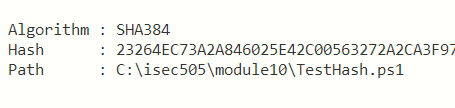 Algorithm : SHA384
Hash : 23264EC73A2A846025E42C00563272A2CA3F97
Path : C:\isec505\module10\TestHash.ps1